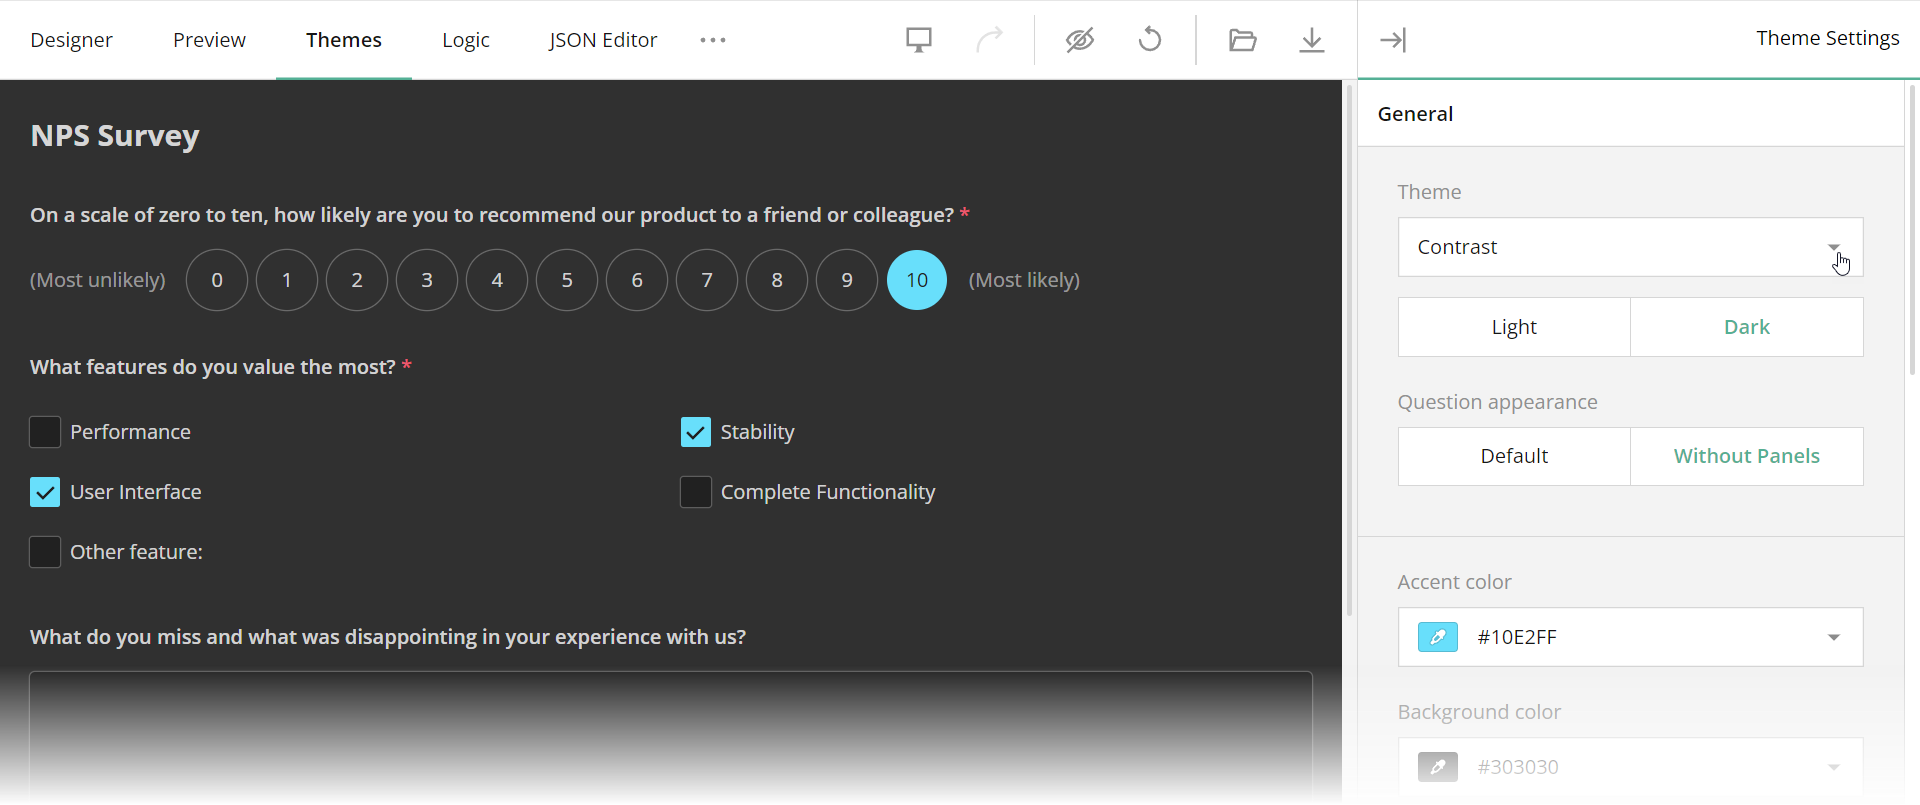 Designer Preview Themes Logic JSON Editor
Theme Settings
NPS Survey
On a scale of zero to ten, how likely are you to recommend our product to a friend or colleague? *
(Most unlikely) 0 1 2 3 4 5 6 7 8 9 10 (Most likely)
What features do you value the most? *
Performance
Stability
User Interface
Complete Functionality
Other feature:
What do you miss and what was disappointing in your experience with us?
General
Theme
Contrast
Light Dark
Question appearance
Default Without Panels
Accent color
#10E2FF
Background color
#303030